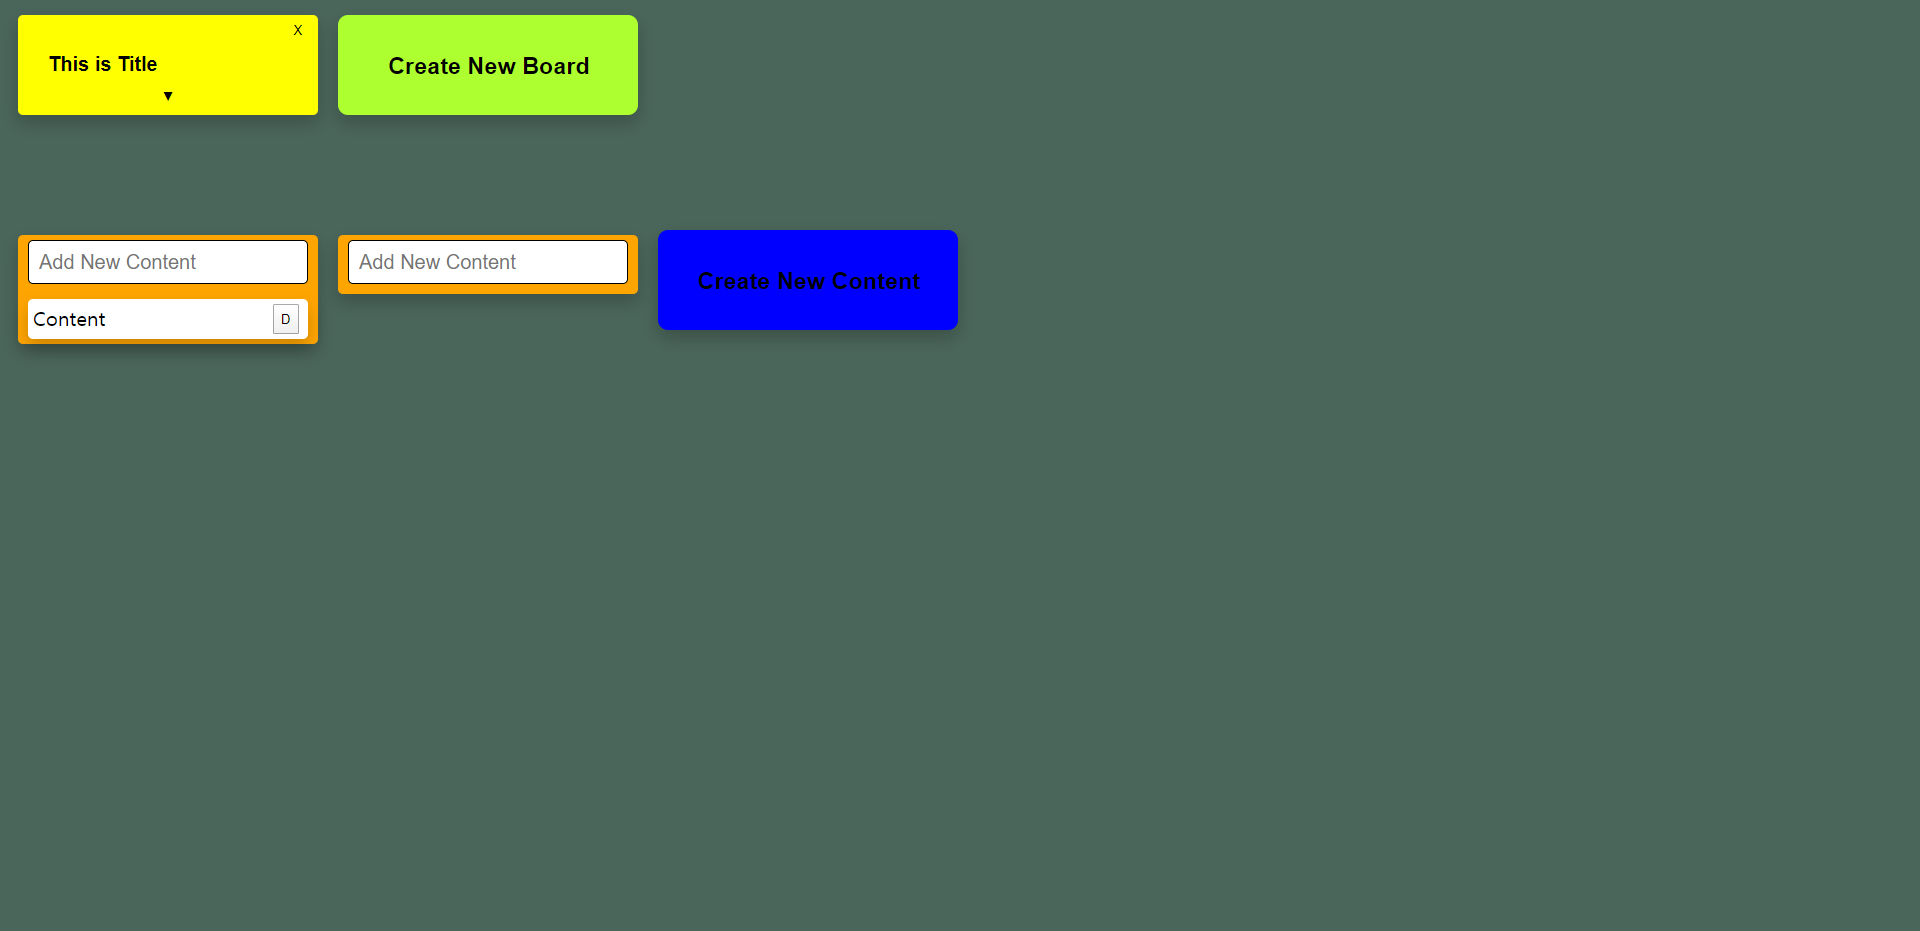 X
This is Title
▼
Create New Board
Add New Content
Content
D
Add New Content
Create New Content